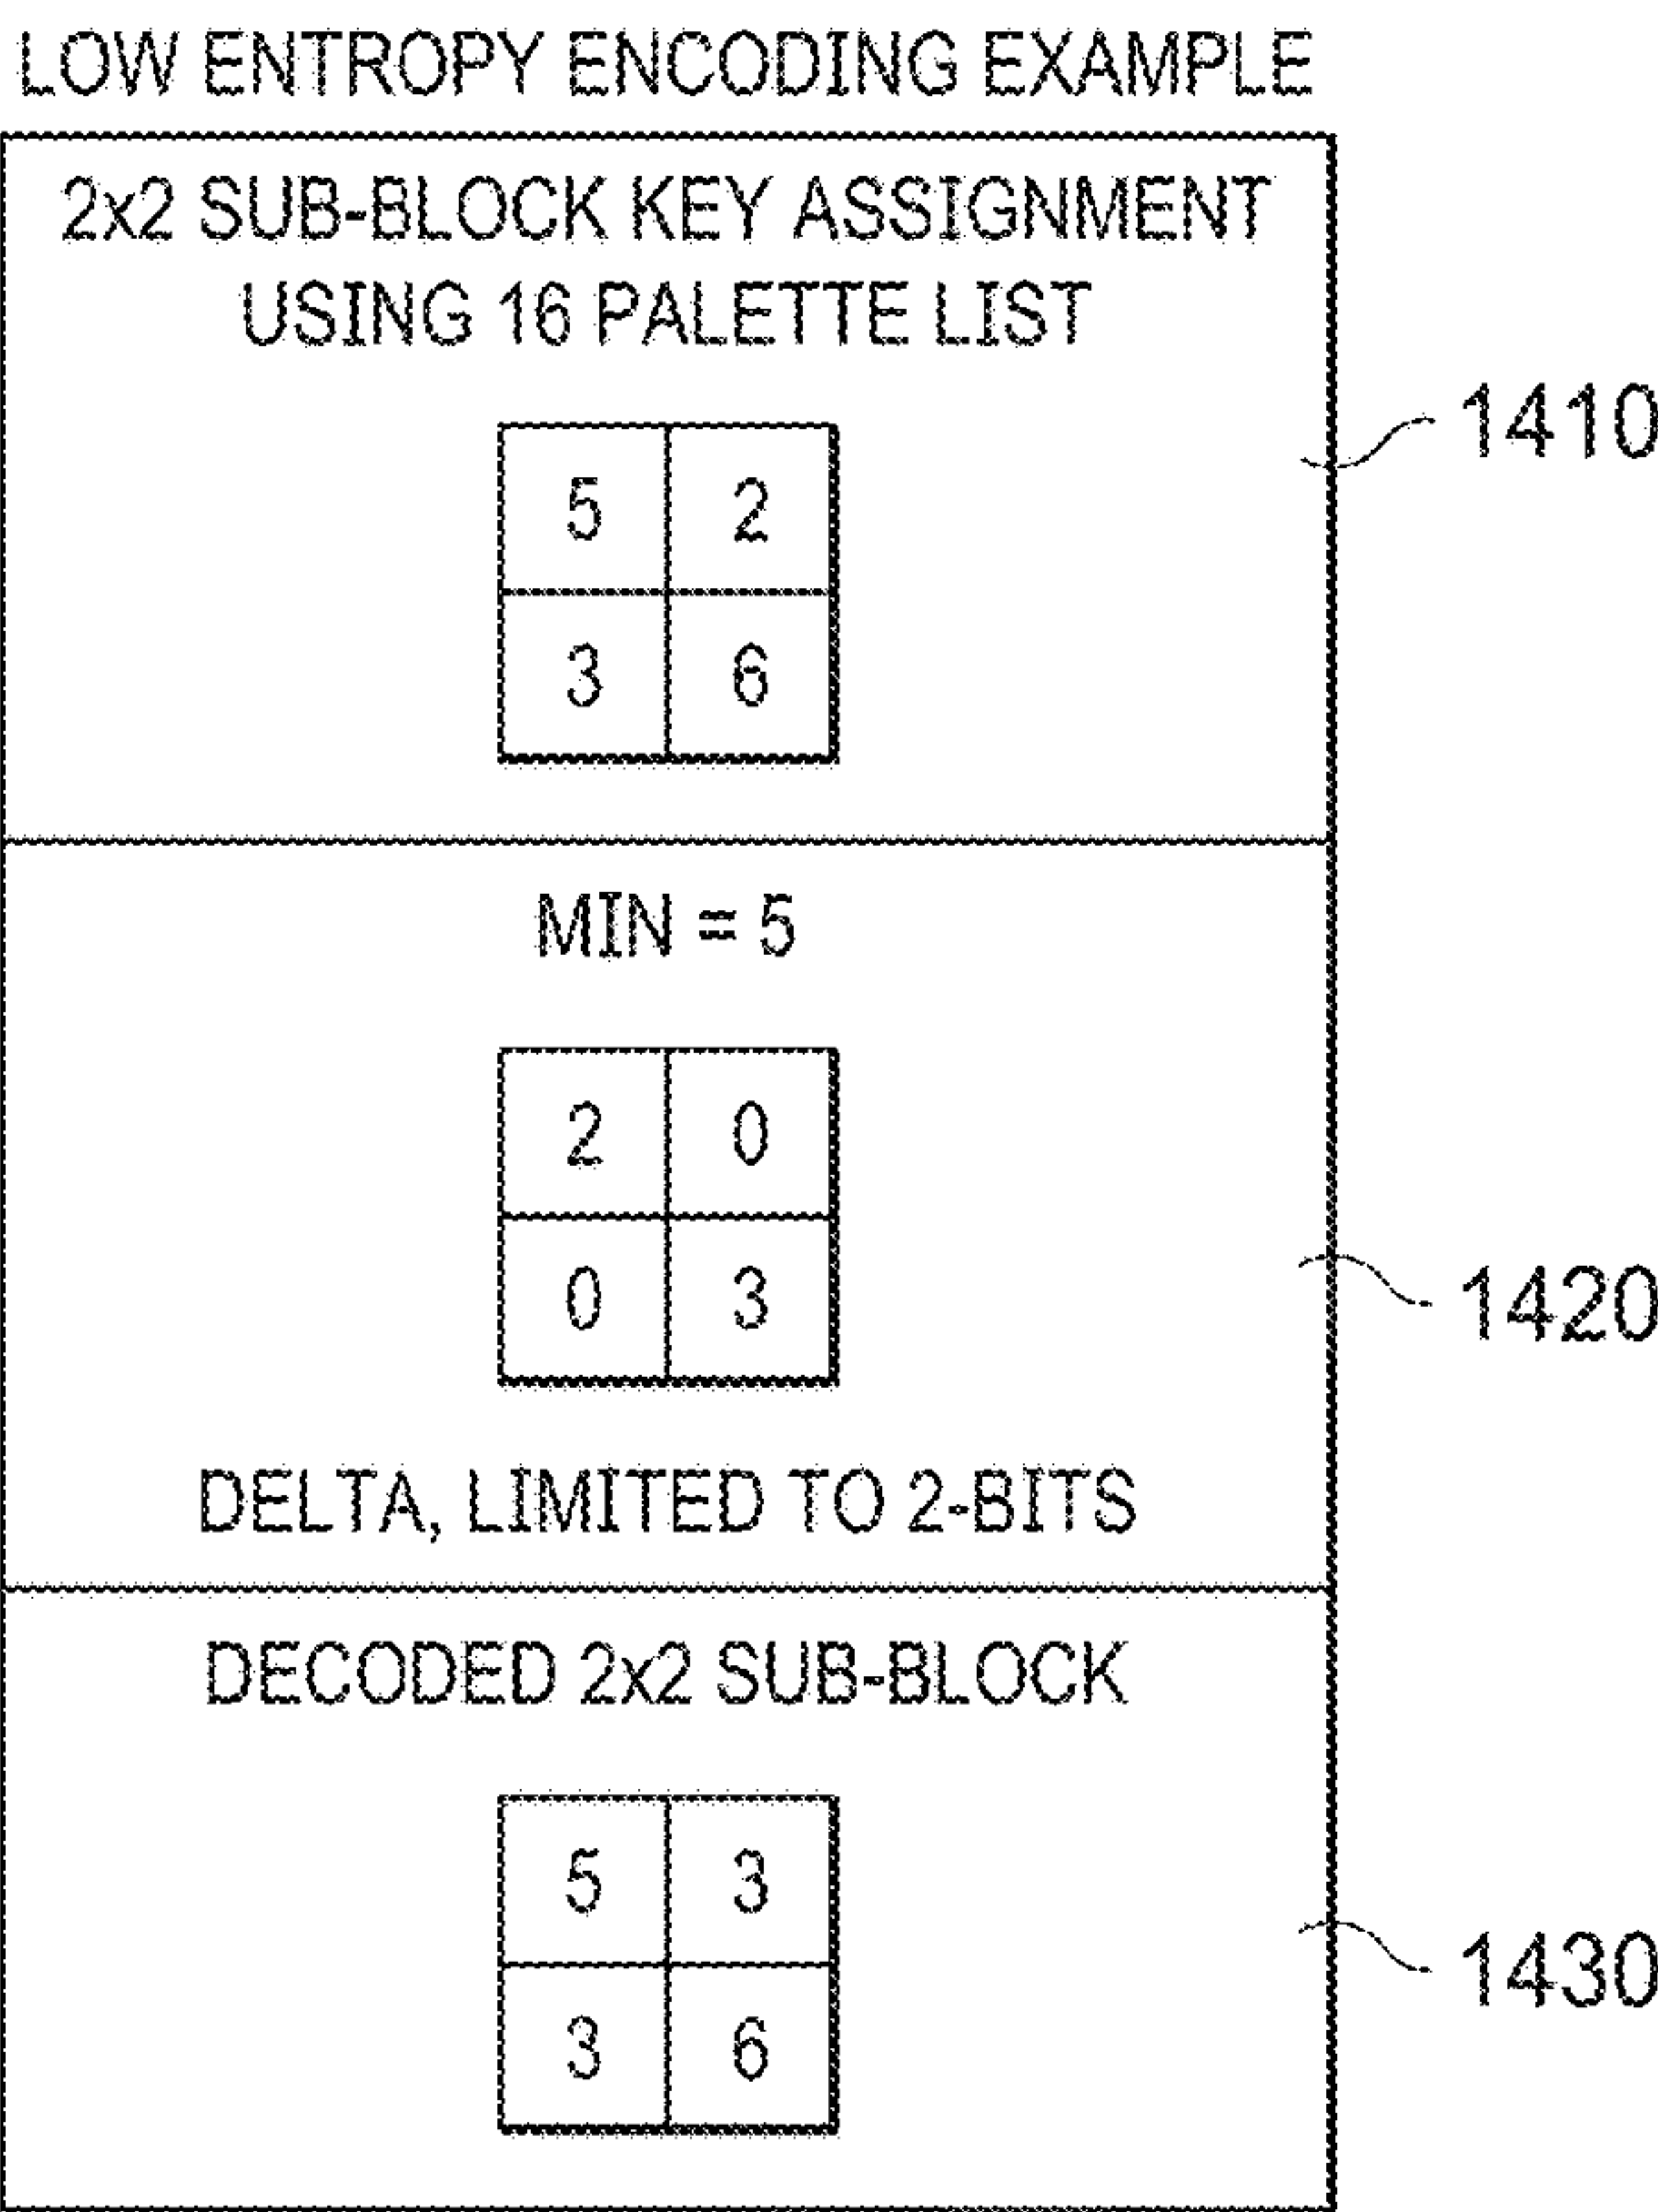 LOW ENTROPY ENCODING EXAMPLE
2x2 SUB-BLOCK KEY ASSIGNMENT
USING 16 PALETTE LIST
1410
5 2
3 6
MIN = 5
2 0
0 3
1420
DELTA, LIMITED TO 2-BITS
DECODED 2x2 SUB-BLOCK
5 3
1430
3 6